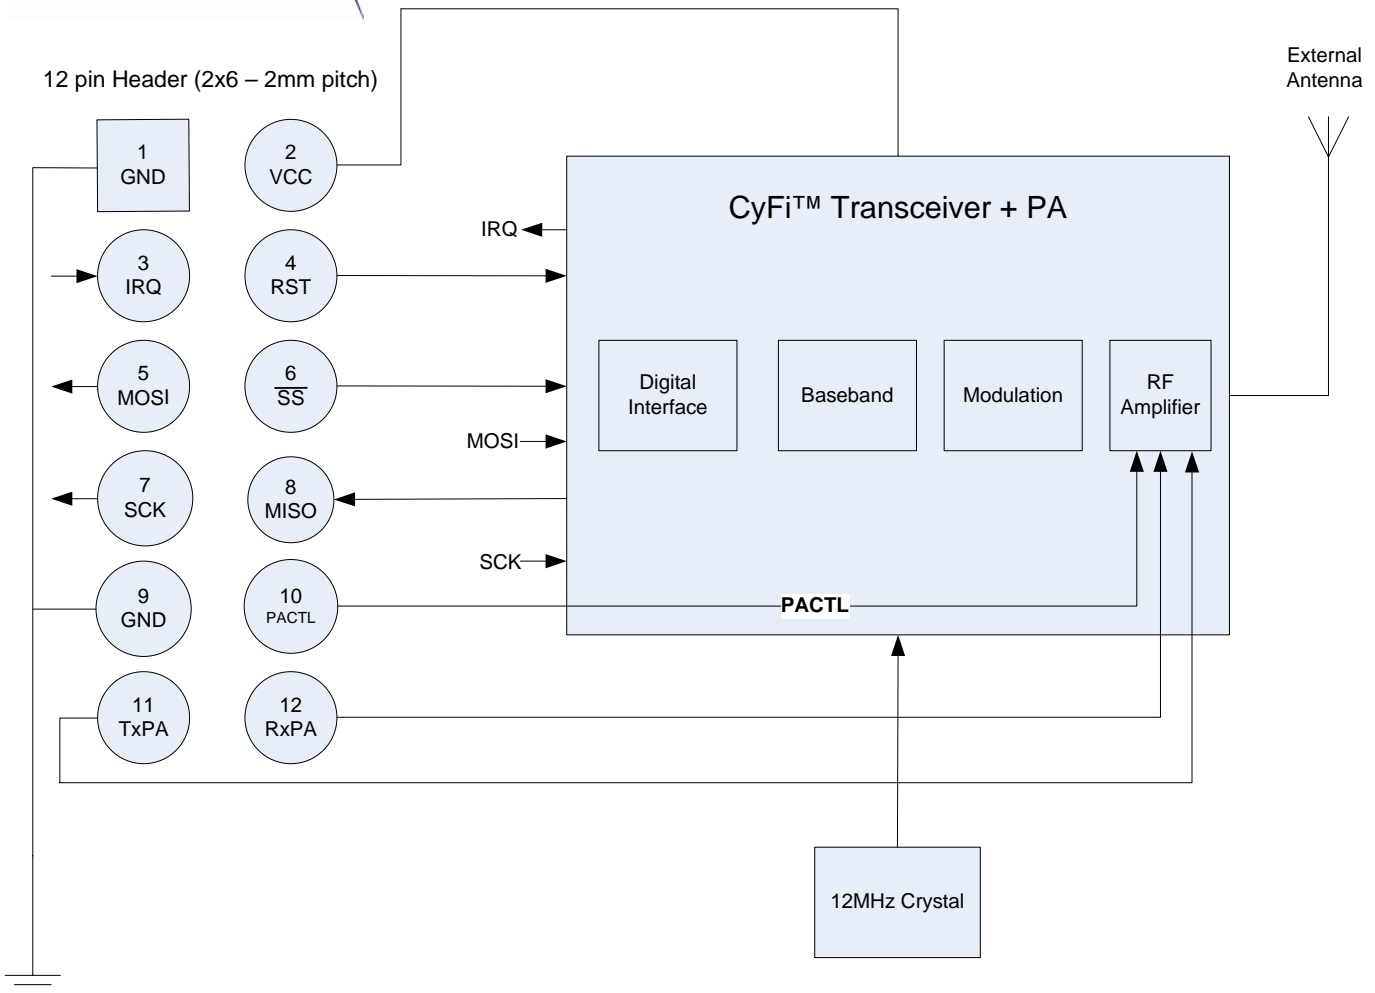 12 pin Header (2x6 – 2mm pitch)
External
Antenna
1
GND
2
VCC
CyFi™ Transceiver + PA
IRQ
3
IRQ
4
RST
5
MOSI
6
SS
Digital
Interface
Baseband
Modulation
RF
Amplifier
MOSI
7
SCK
8
MISO
SCK
9
GND
10
PACTL
PACTL
11
TxPA
12
RxPA
12MHz Crystal